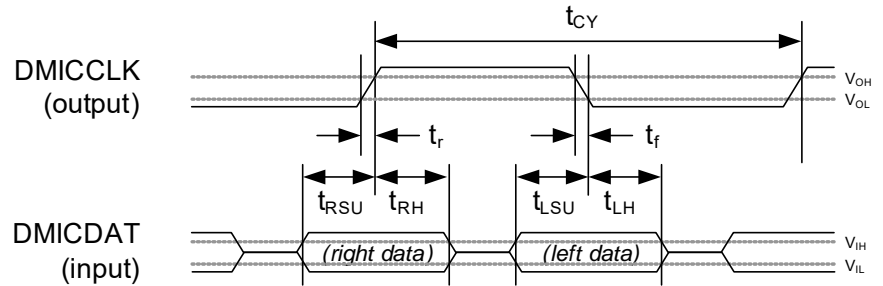 tCY
DMICCLK
(output)
VOH
VOL
tr
tf
tRSU
tRH
tLSU
tLH
DMICDAT
(input)
(right data)
(left data)
VIH
VIL